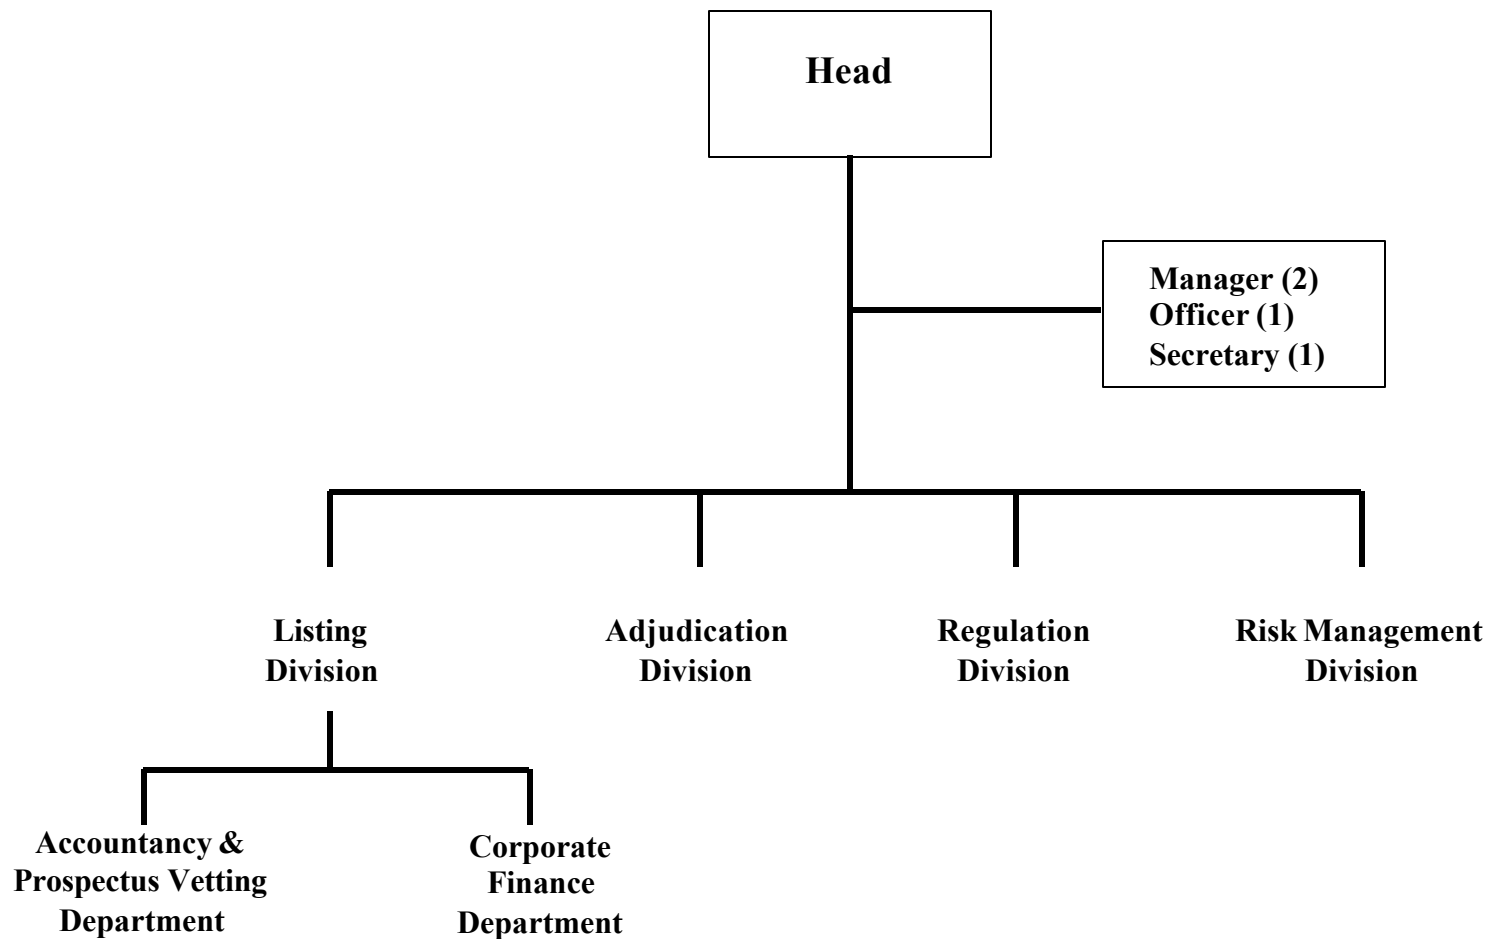 Head
Manager (2)
Officer (1)
Secretary (1)
Listing
Division
Adjudication
Division
Regulation
Division
Risk Management
Division
Accountancy &
Prospectus Vetting
Department
Corporate
Finance
Department